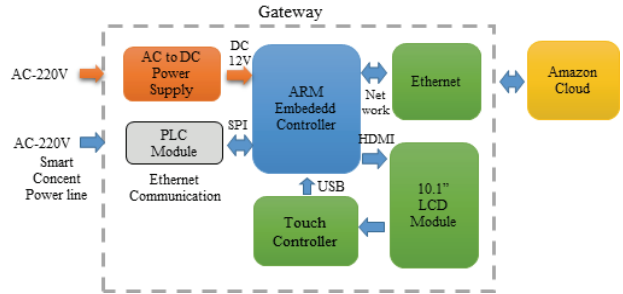 Gateway
AC-220V
AC to DC
Power
Supply
DC
12V
ARM
Embededd
Controller
Net
work
Ethernet
Amazon
Cloud
AC-220V
Smart
Concent
Power line
PLC
Module
SPI
Ethernet
Communication
HDMI
USB
10.1”
LCD
Module
Touch
Controller